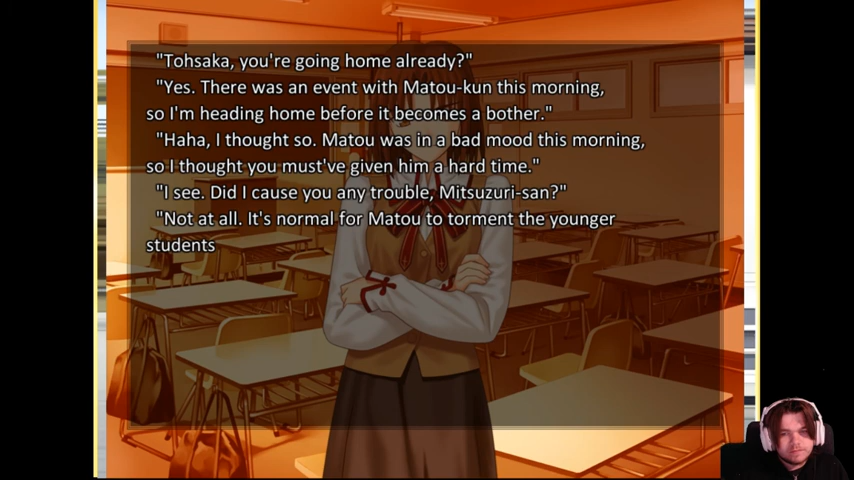 "Tohsaka, you're going home already?"
"Yes. There was an event with Matou-kun this morning,
so I'm heading home before it becomes a bother."
"Haha, I thought so. Matou was in a bad mood this morning,
so I thought you must've given him a hard time."
"I see. Did I cause you any trouble, Mitsuzuri-san?"
"Not at all. It's normal for Matou to torment the younger
students